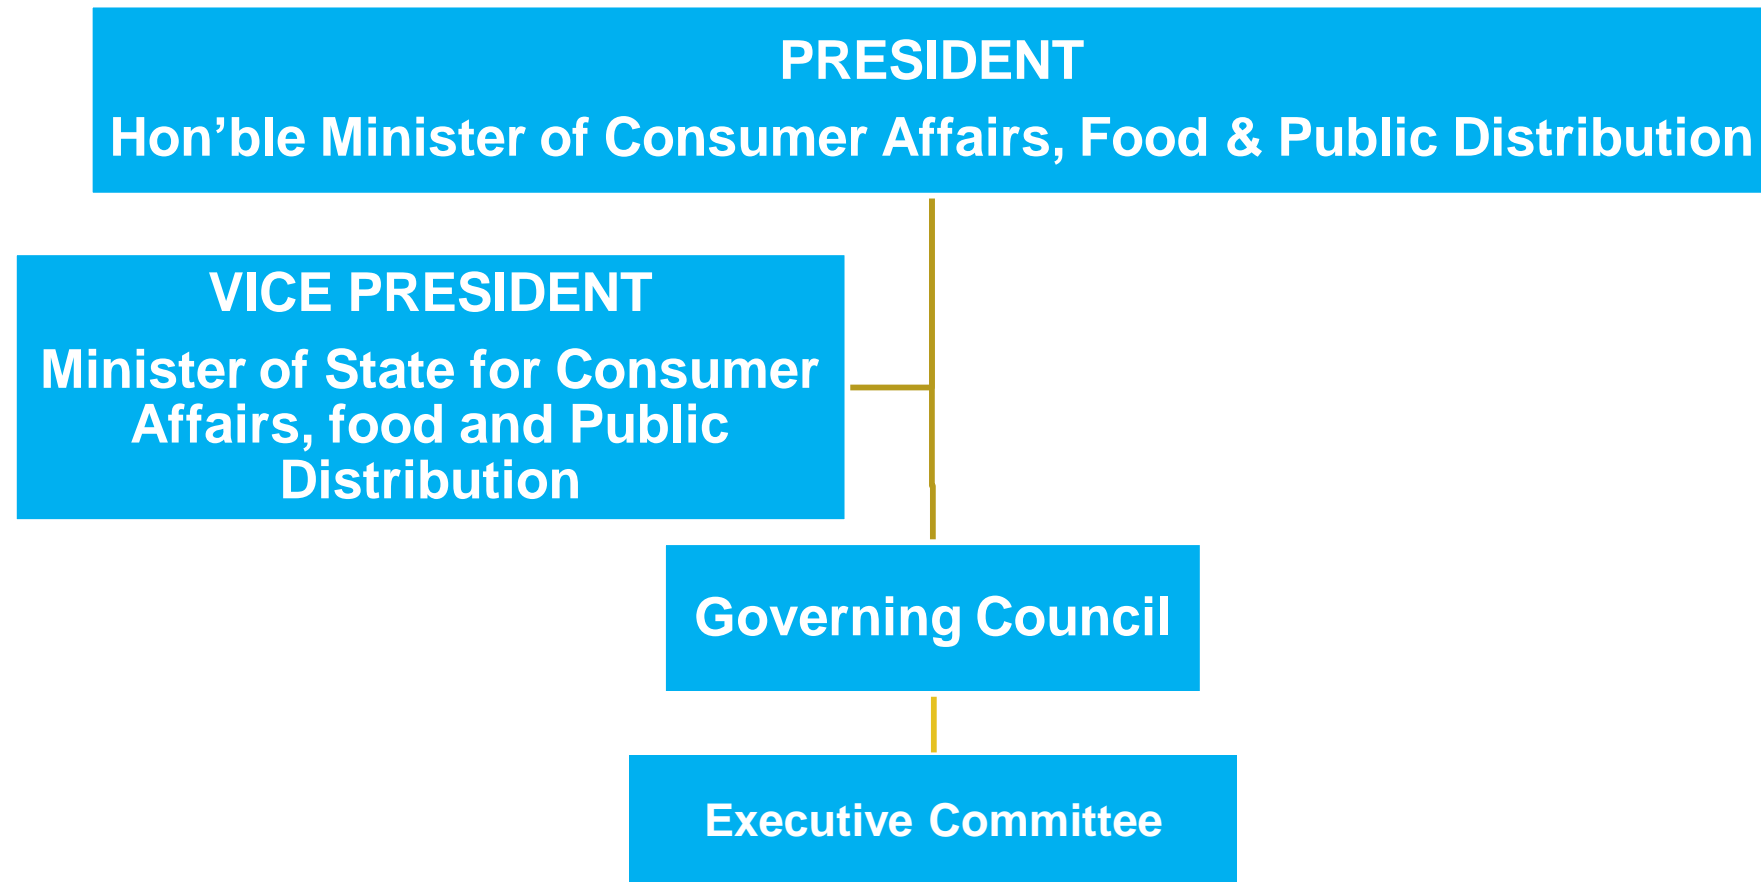 PRESIDENT
Hon’ble Minister of Consumer Affairs, Food & Public Distribution
VICE PRESIDENT
Minister of State for Consumer
Affairs, food and Public
Distribution
Governing Council
Executive Committee